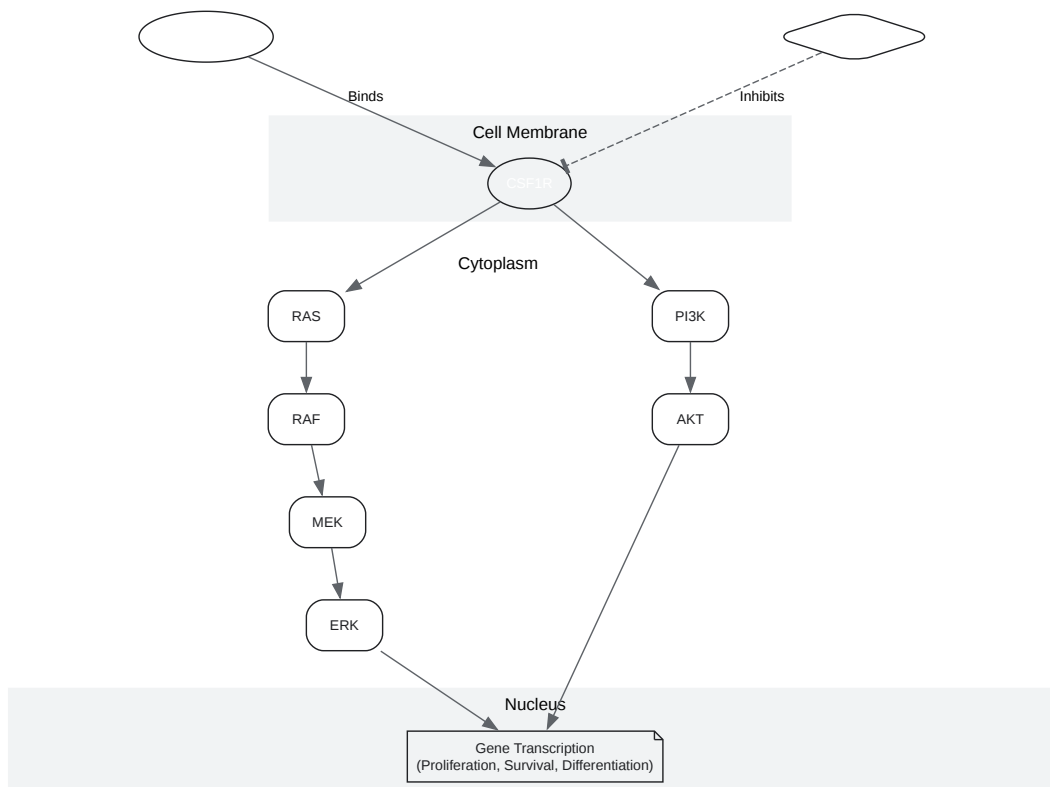 Binds
Inhibits
Cell Membrane
CSF1R
Cytoplasm
RAS
PI3K
RAF
AKT
MEK
ERK
Nucleus
Gene Transcription
(Proliferation, Survival, Differentiation)